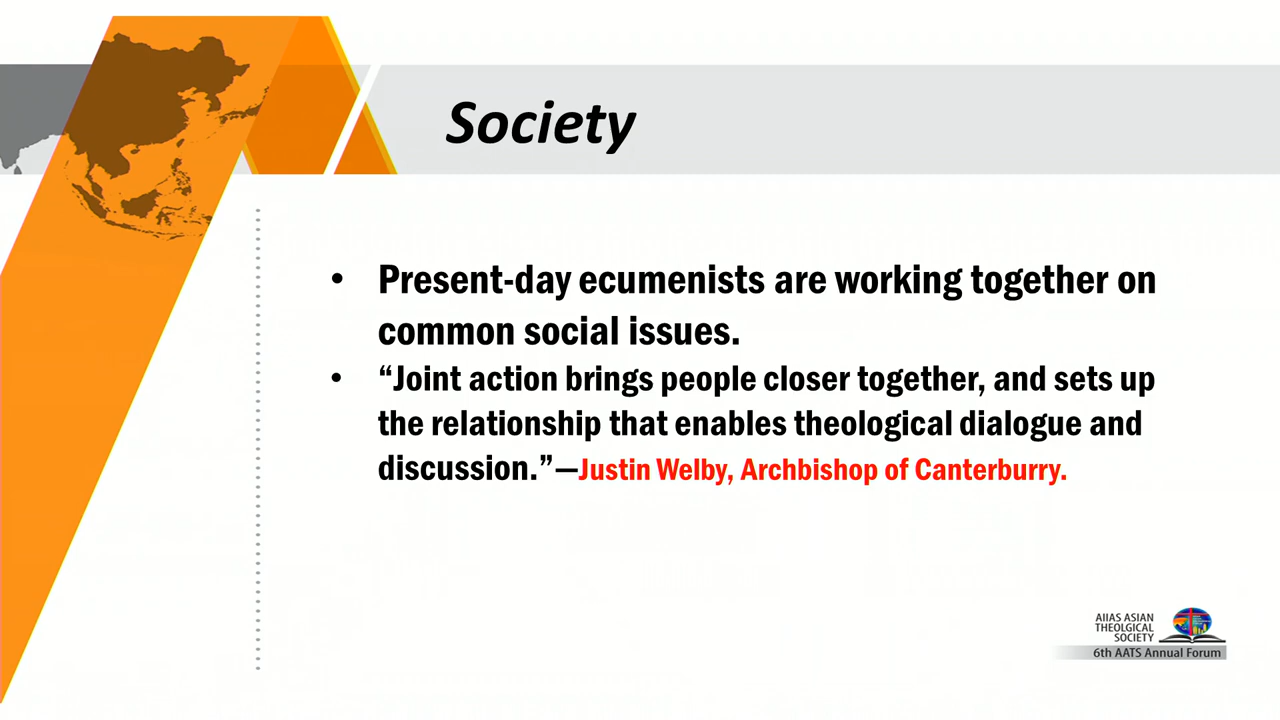 Society
• Present-day ecumenists are working together on
common social issues.
• “Joint action brings people closer together, and sets up
the relationship that enables theological dialogue and
discussion.”—Justin Welby, Archbishop of Canterburry.
AIIAS ASIAN
THEOLGICAL
SOCIETY
6th AATS Annual Forum